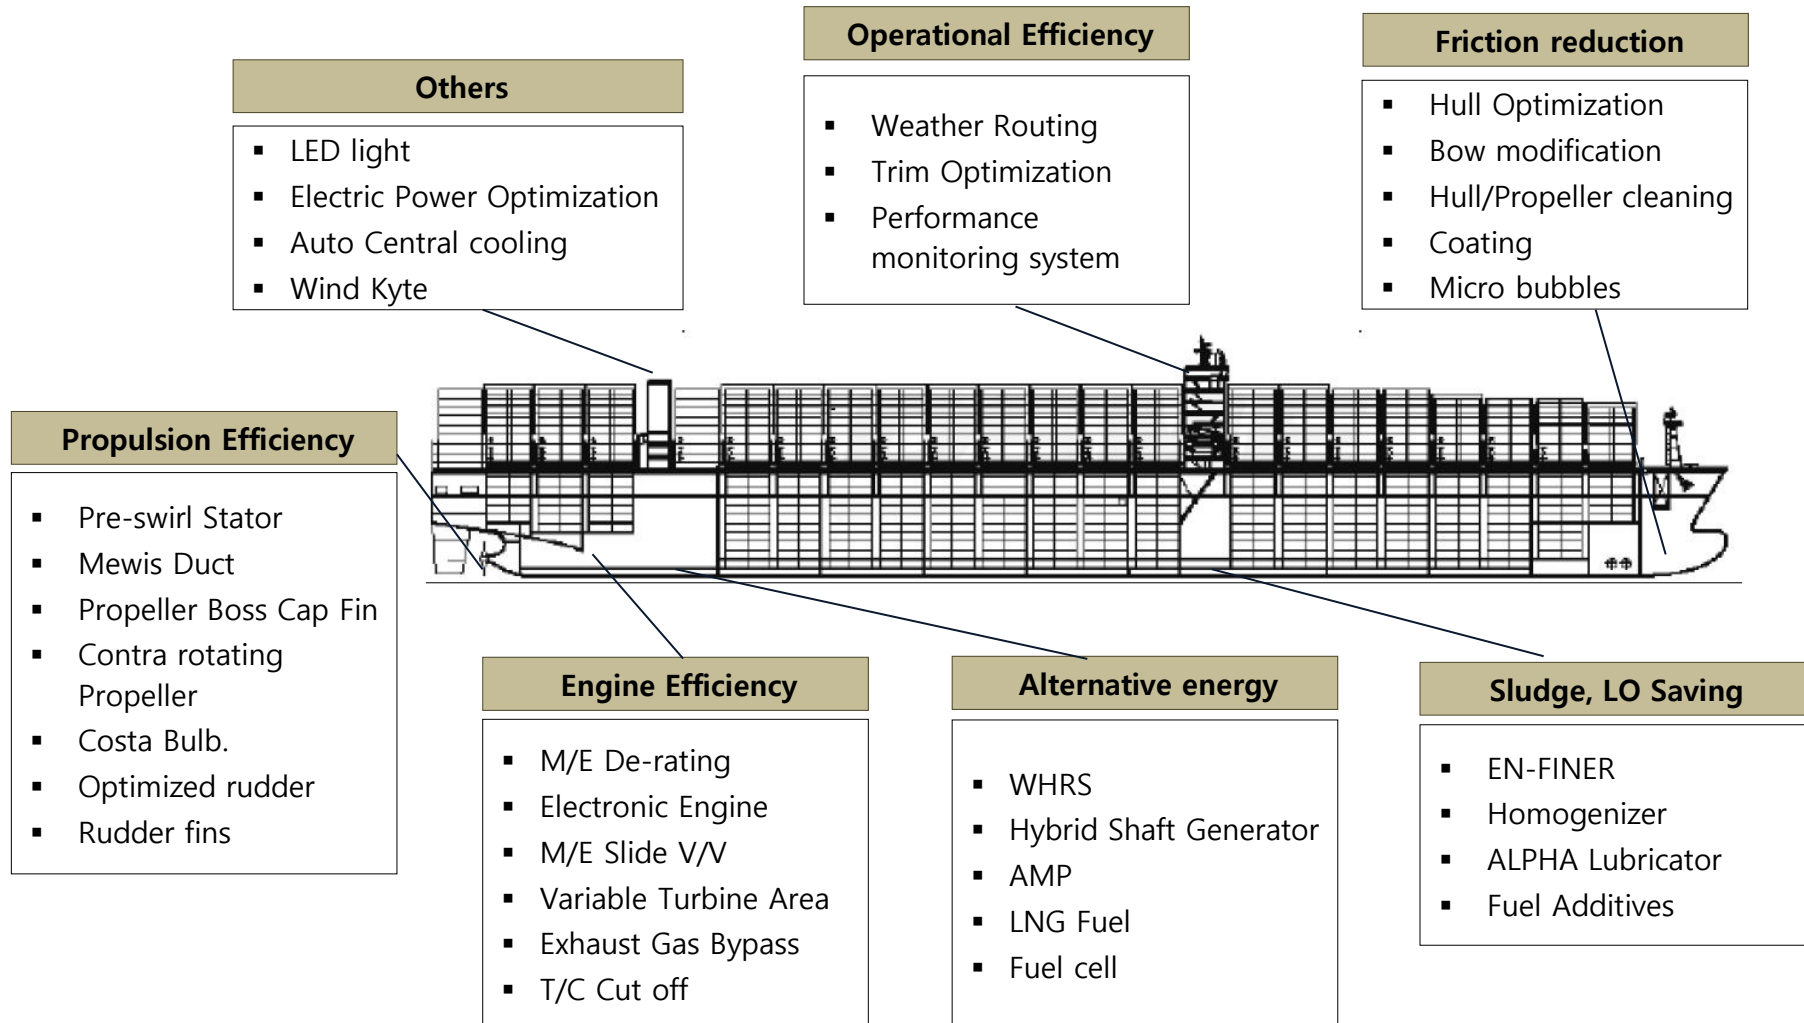 Others
▪ LED light
▪ Electric Power Optimization
▪ Auto Central cooling
▪ Wind Kyte
Operational Efficiency
▪ Weather Routing
▪ Trim Optimization
▪ Performance
monitoring system
Friction reduction
▪ Hull Optimization
▪ Bow modification
▪ Hull/Propeller cleaning
▪ Coating
▪ Micro bubbles
Propulsion Efficiency
▪ Pre-swirl Stator
▪ Mewis Duct
▪ Propeller Boss Cap Fin
▪ Contra rotating
Propeller
▪ Costa Bulb.
▪ Optimized rudder
▪ Rudder fins
Engine Efficiency
▪ M/E De-rating
▪ Electronic Engine
▪ M/E Slide V/V
▪ Variable Turbine Area
▪ Exhaust Gas Bypass
▪ T/C Cut off
Alternative energy
▪ WHRS
▪ Hybrid Shaft Generator
▪ AMP
▪ LNG Fuel
▪ Fuel cell
Sludge, LO Saving
▪ EN-FINER
▪ Homogenizer
▪ ALPHA Lubricator
▪ Fuel Additives